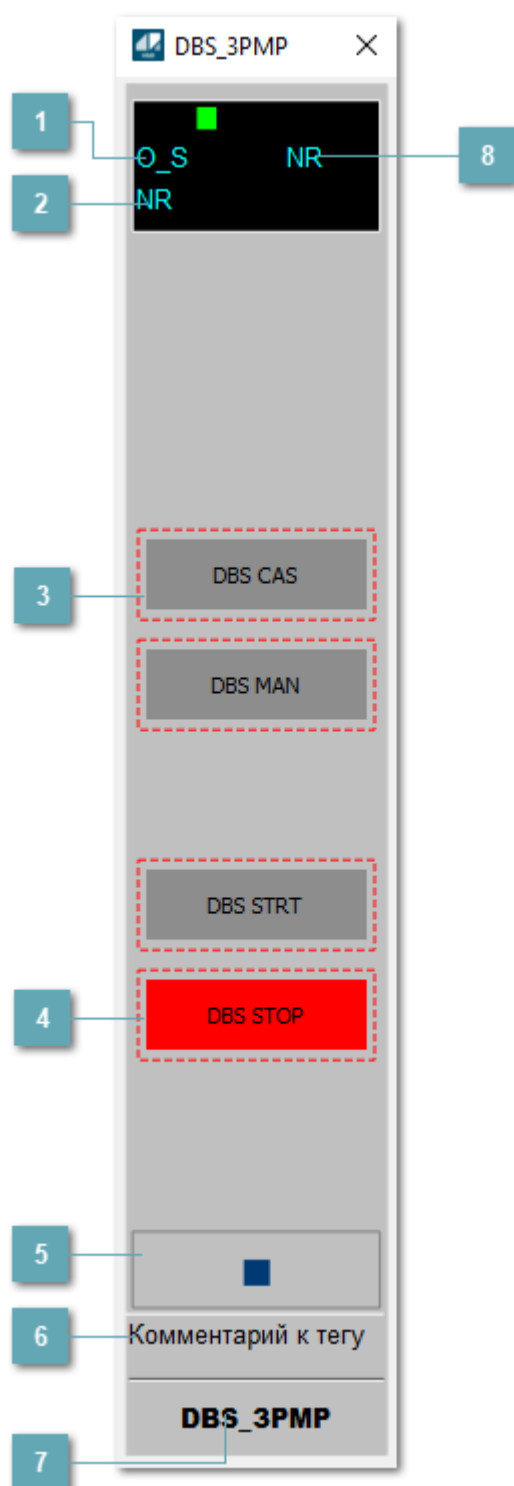 DBS_3PMP
1
O_S NR 8
2 NR
DBS CAS
3
DBS MAN
DBS STRT
4 DBS STOP
5
6 Комментарий к тегу
DBS_3PMP
7